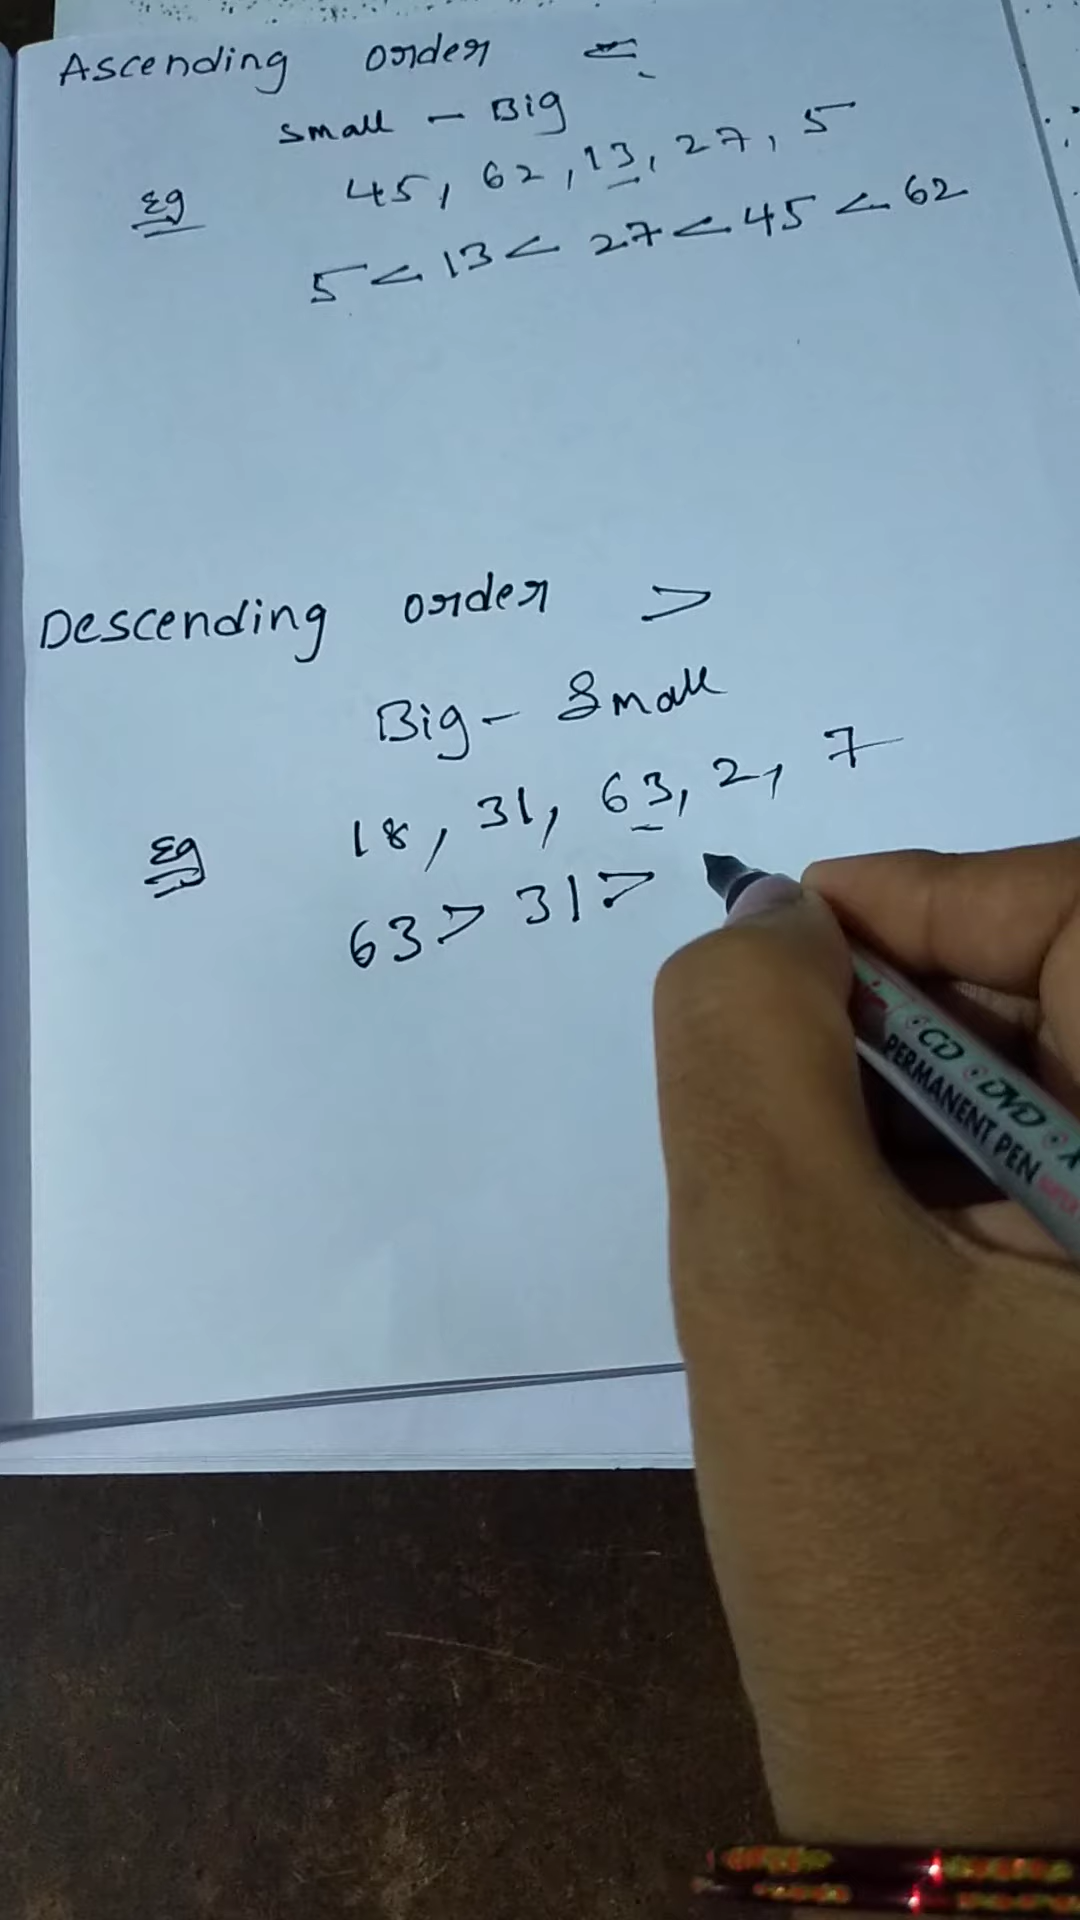 Ascending order <
Small - Big
Eg 45, 62, 13, 27, 5
5 < 13 < 27 < 45 < 62
Descending order >
Big - Small
Eg 18, 31, 63, 2, 7
63 > 31 >
CD • DVD •
PERMANENT PEN